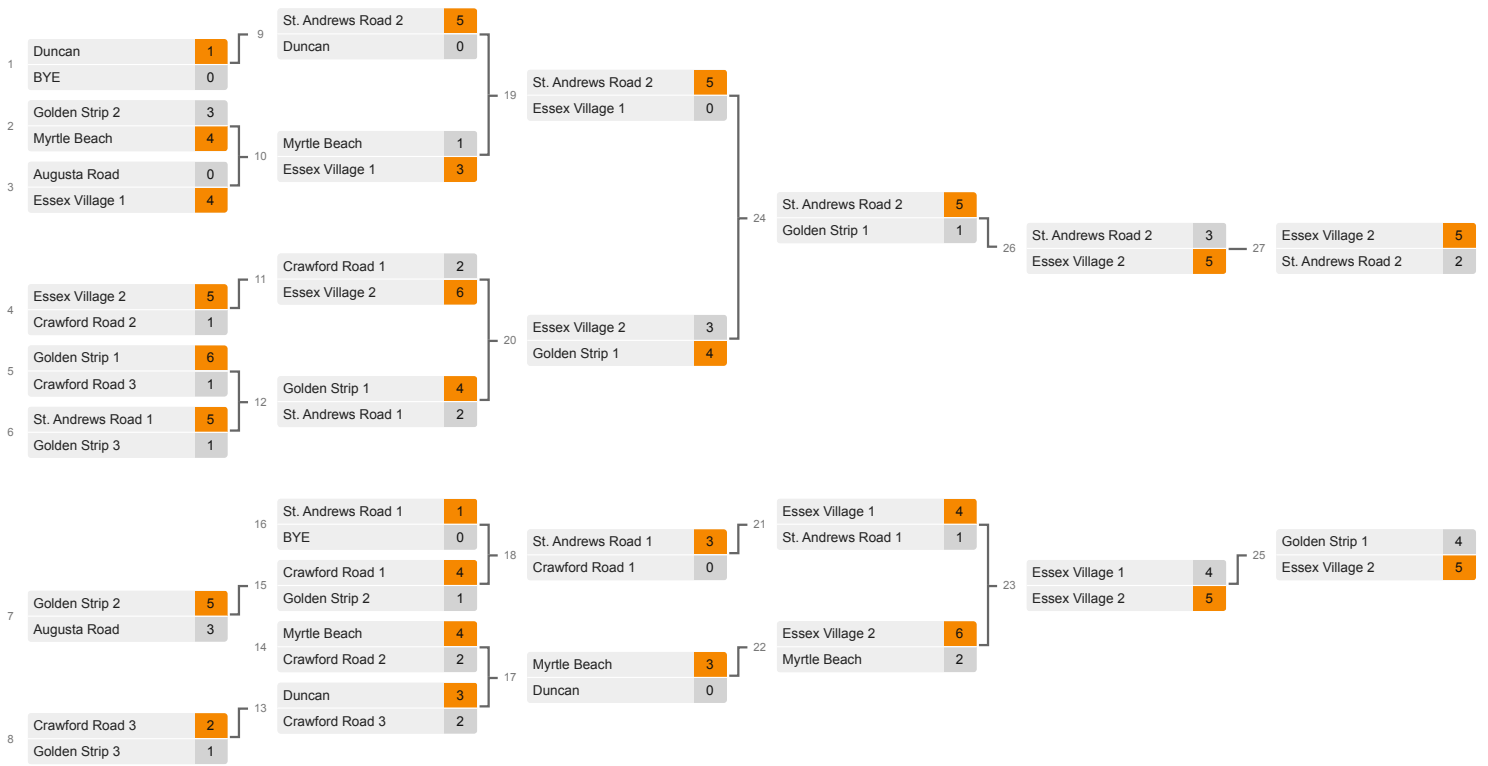 1
Duncan 1
BYE 0
2
Golden Strip 2 3
Myrtle Beach 4
3
Augusta Road 0
Essex Village 1 4
4
Essex Village 2 5
Crawford Road 2 1
5
Golden Strip 1 6
Crawford Road 3 1
6
St. Andrews Road 1 5
Golden Strip 3 1
7
Golden Strip 2 5
Augusta Road 3
8
Crawford Road 3 2
Golden Strip 3 1
9
St. Andrews Road 2 5
Duncan 0
10
Myrtle Beach 1
Essex Village 1 3
11
Crawford Road 1 2
Essex Village 2 6
12
Golden Strip 1 4
St. Andrews Road 1 2
16
St. Andrews Road 1 1
BYE 0
15
Crawford Road 1 4
Golden Strip 2 1
14
Myrtle Beach 4
Crawford Road 2 2
13
Duncan 3
Crawford Road 3 2
19
St. Andrews Road 2 5
Essex Village 1 0
20
Essex Village 2 3
Golden Strip 1 4
18
St. Andrews Road 1 3
Crawford Road 1 0
17
Myrtle Beach 3
Duncan 0
24
St. Andrews Road 2 5
Golden Strip 1 1
21
Essex Village 1 4
St. Andrews Road 1 1
22
Essex Village 2 6
Myrtle Beach 2
26
St. Andrews Road 2 3
Essex Village 2 5
23
Essex Village 1 4
Essex Village 2 5
27
Essex Village 2 5
St. Andrews Road 2 2
25
Golden Strip 1 4
Essex Village 2 5